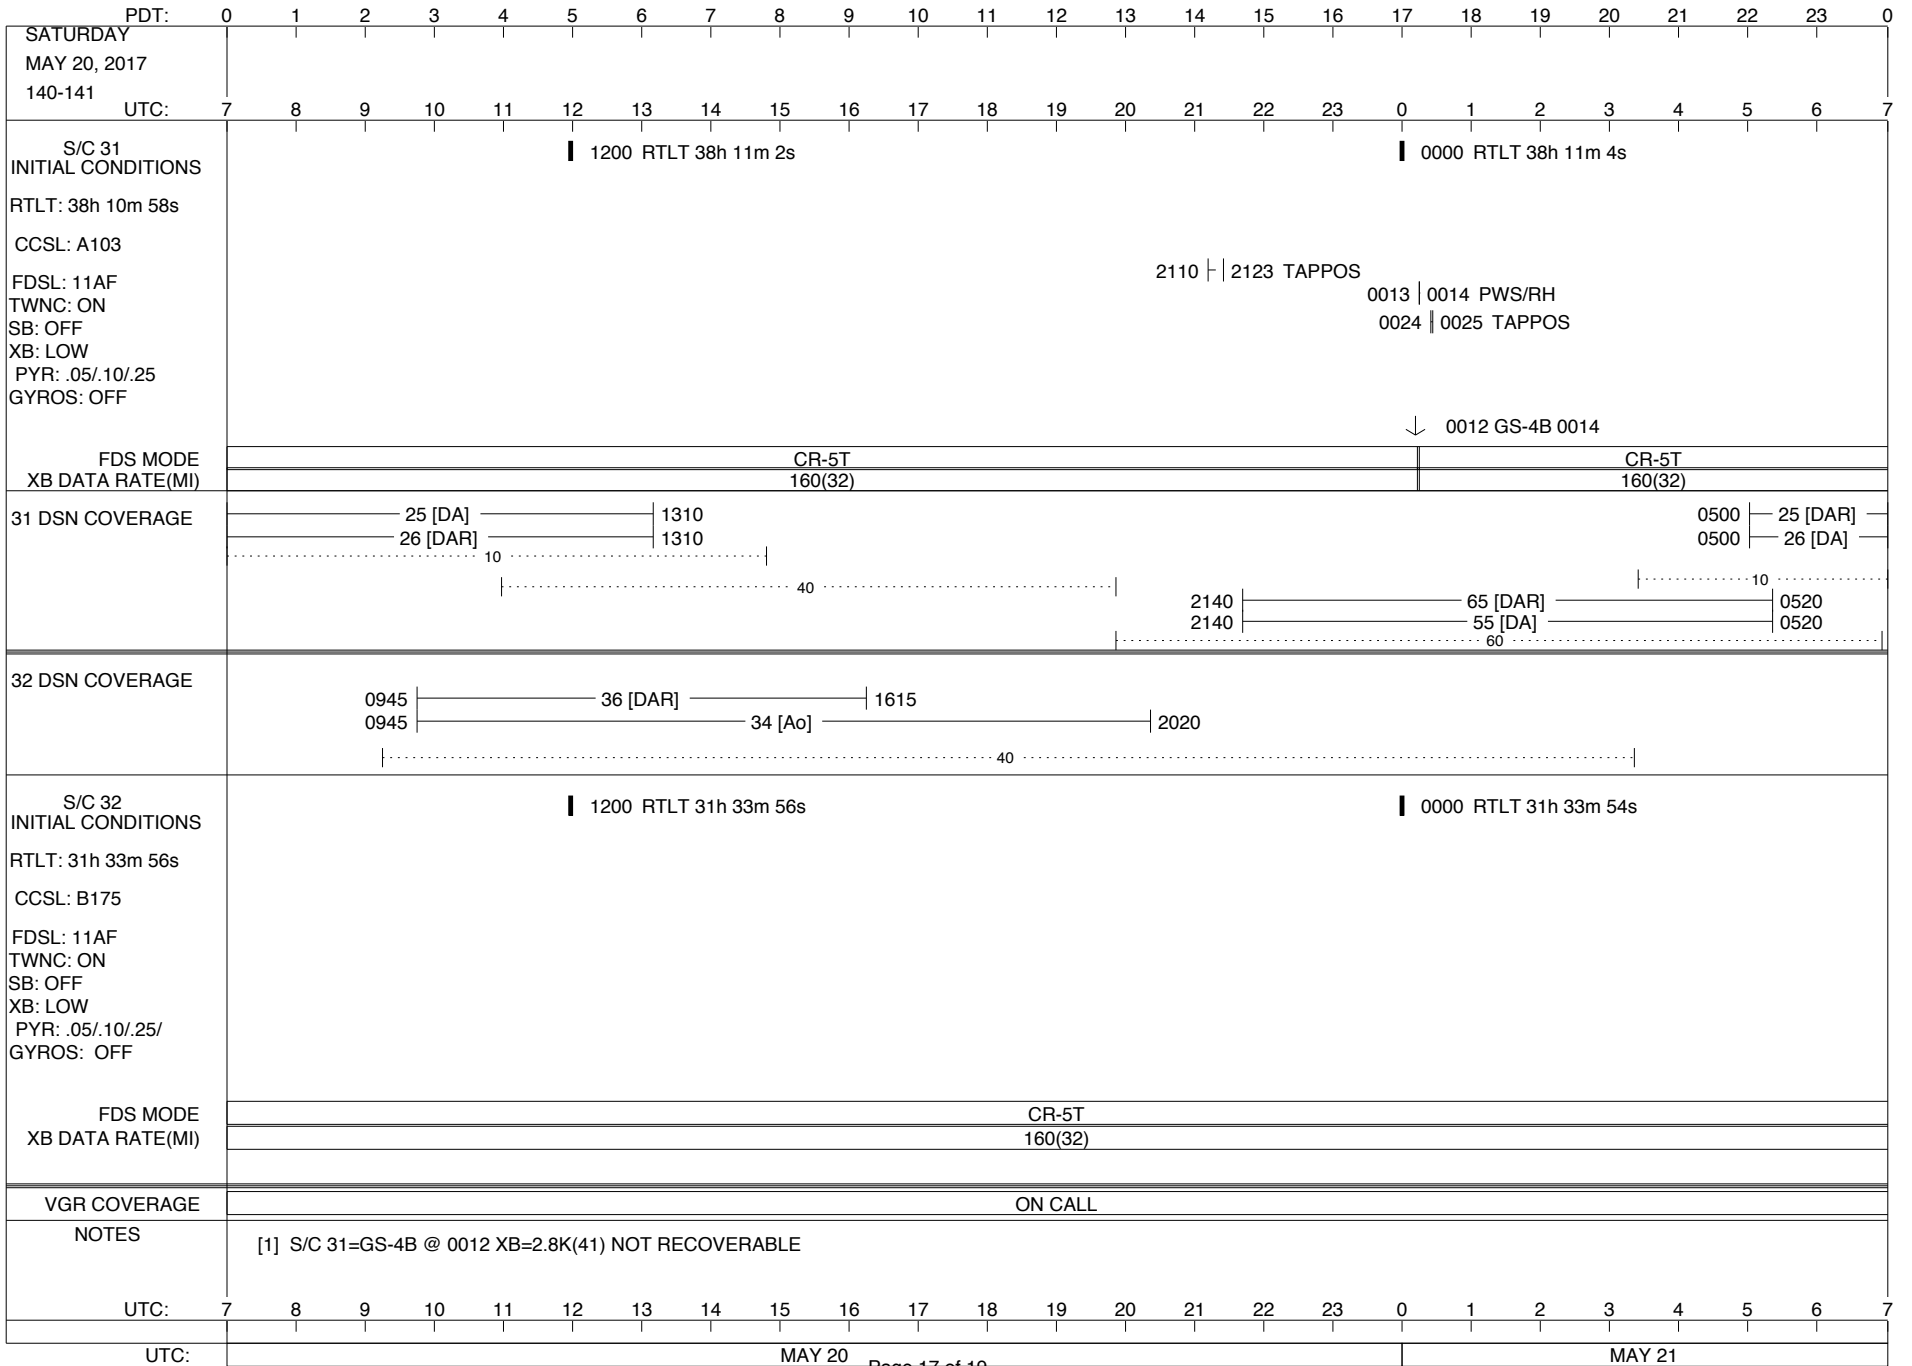 PDT: 0 1 2 3 4 5 6 7 8 9 10 11 12 13 14 15 16 17 18 19 20 21 22 23 0
SATURDAY
MAY 20, 2017
140-141
UTC: 7 8 9 10 11 12 13 14 15 16 17 18 19 20 21 22 23 0 1 2 3 4 5 6 7
S/C 31
INITIAL CONDITIONS
1200 RTLT 38h 11m 2s
0000 RTLT 38h 11m 4s
RTLT: 38h 10m 58s
CCSL: A103
FDSL: 11AF
TWNC: ON
SB: OFF
XB: LOW
PYR: .05/.10/.25
GYROS: OFF
2110 2123 TAPPOS
0013 0014 PWS/RH
0024 0025 TAPPOS
0012 GS-4B 0014
FDS MODE CR-5T CR-5T
XB DATA RATE(MI) 160(32) 160(32)
31 DSN COVERAGE
25 [DA] 1310 0500 25 [DAR]
26 [DAR] 1310 0500 26 [DA]
10
40 10
2140 65 [DAR] 0520
2140 55 [DA] 0520
60
32 DSN COVERAGE
0945 36 [DAR] 1615
0945 34 [Ao] 2020
40
S/C 32
INITIAL CONDITIONS
1200 RTLT 31h 33m 56s
0000 RTLT 31h 33m 54s
RTLT: 31h 33m 56s
CCSL: B175
FDSL: 11AF
TWNC: ON
SB: OFF
XB: LOW
PYR: .05/.10/.25/
GYROS: OFF
FDS MODE CR-5T
XB DATA RATE(MI) 160(32)
VGR COVERAGE ON CALL
NOTES
[1] S/C 31=GS-4B @ 0012 XB=2.8K(41) NOT RECOVERABLE
UTC: 7 8 9 10 11 12 13 14 15 16 17 18 19 20 21 22 23 0 1 2 3 4 5 6 7
UTC: MAY 20 MAY 21
Page 17 of 19